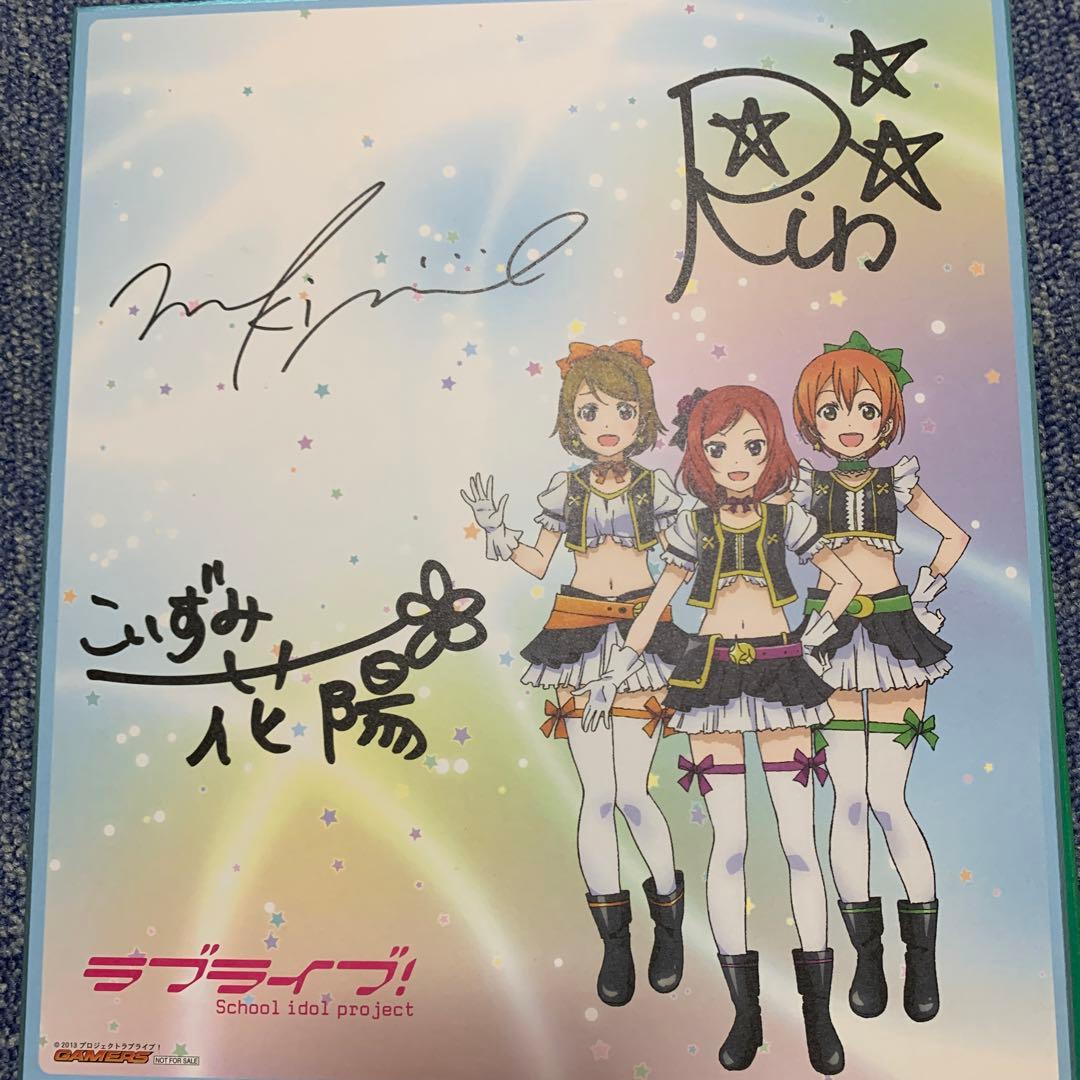 Rin
こいずみ
花陽
ラブライブ!
School idol project
© 2013 プロジェクトラブライブ!
GAMERS NOT FOR SALE